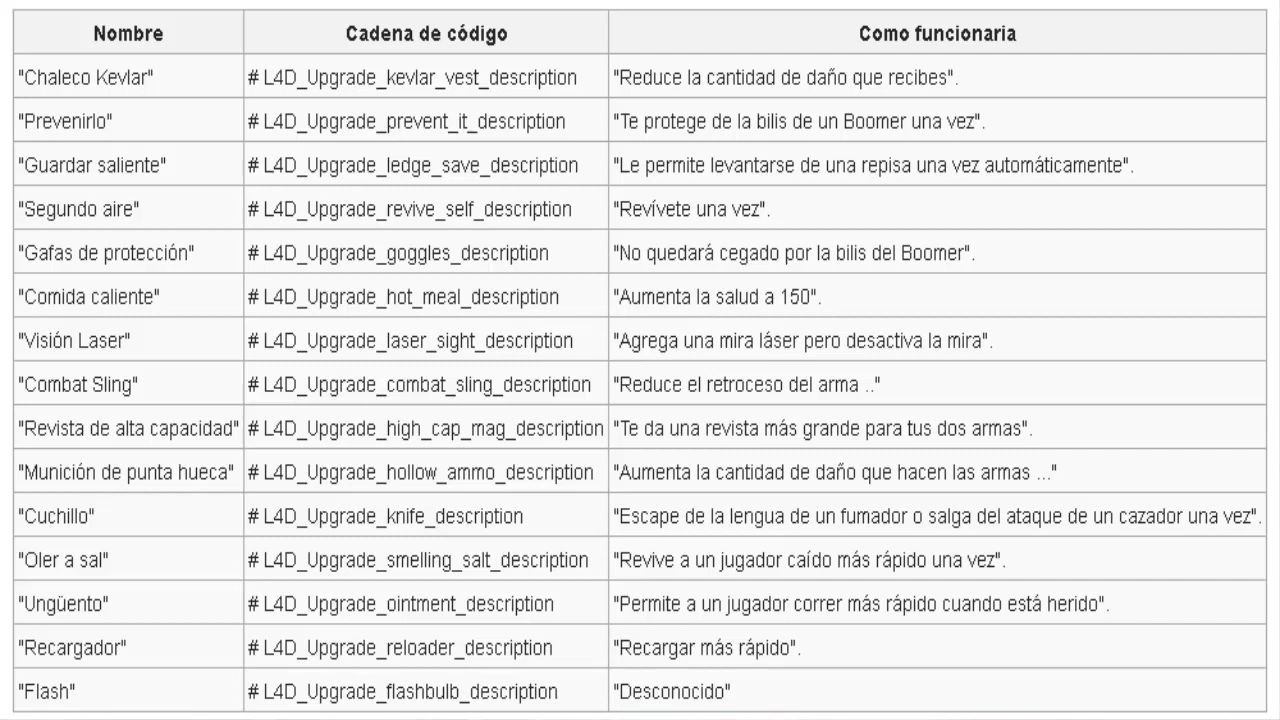 Nombre Cadena de código Como funcionaria
"Chaleco Kevlar" # L4D_Upgrade_kevlar_vest_description "Reduce la cantidad de daño que recibes".
"Prevenirlo" # L4D_Upgrade_prevent_it_description "Te protege de la bilis de un Boomer una vez".
"Guardar saliente" # L4D_Upgrade_ledge_save_description "Le permite levantarse de una repisa una vez automáticamente".
"Segundo aire" # L4D_Upgrade_revive_self_description "Revívete una vez".
"Gafas de protección" # L4D_Upgrade_goggles_description "No quedará cegado por la bilis del Boomer".
"Comida caliente" # L4D_Upgrade_hot_meal_description "Aumenta la salud a 150".
"Visión Laser" # L4D_Upgrade_laser_sight_description "Agrega una mira láser pero desactiva la mira".
"Combat Sling" # L4D_Upgrade_combat_sling_description "Reduce el retroceso del arma .."
"Revista de alta capacidad" # L4D_Upgrade_high_cap_mag_description "Te da una revista más grande para tus dos armas".
"Munición de punta hueca" # L4D_Upgrade_hollow_ammo_description "Aumenta la cantidad de daño que hacen las armas ..."
"Cuchillo" # L4D_Upgrade_knife_description "Escape de la lengua de un fumador o salga del ataque de un cazador una vez".
"Oler a sal" # L4D_Upgrade_smelling_salt_description "Revive a un jugador caído más rápido una vez".
"Ungüento" # L4D_Upgrade_ointment_description "Permite a un jugador correr más rápido cuando está herido".
"Recargador" # L4D_Upgrade_reloader_description "Recargar más rápido".
"Flash" # L4D_Upgrade_flashbulb_description "Desconocido"